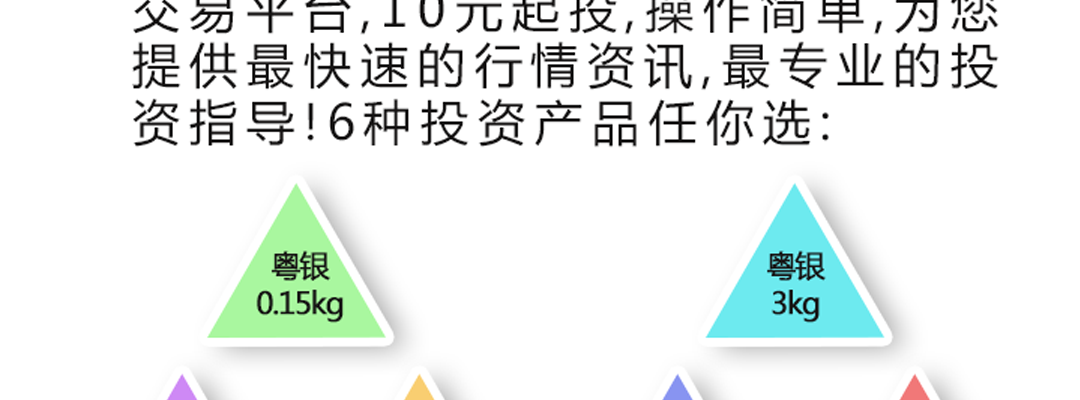 交易平台,10元起投,操作简单,为您
提供最快速的行情资讯,最专业的投
资指导!6种投资产品任你选:
粤银
0.15kg
粤银
3kg